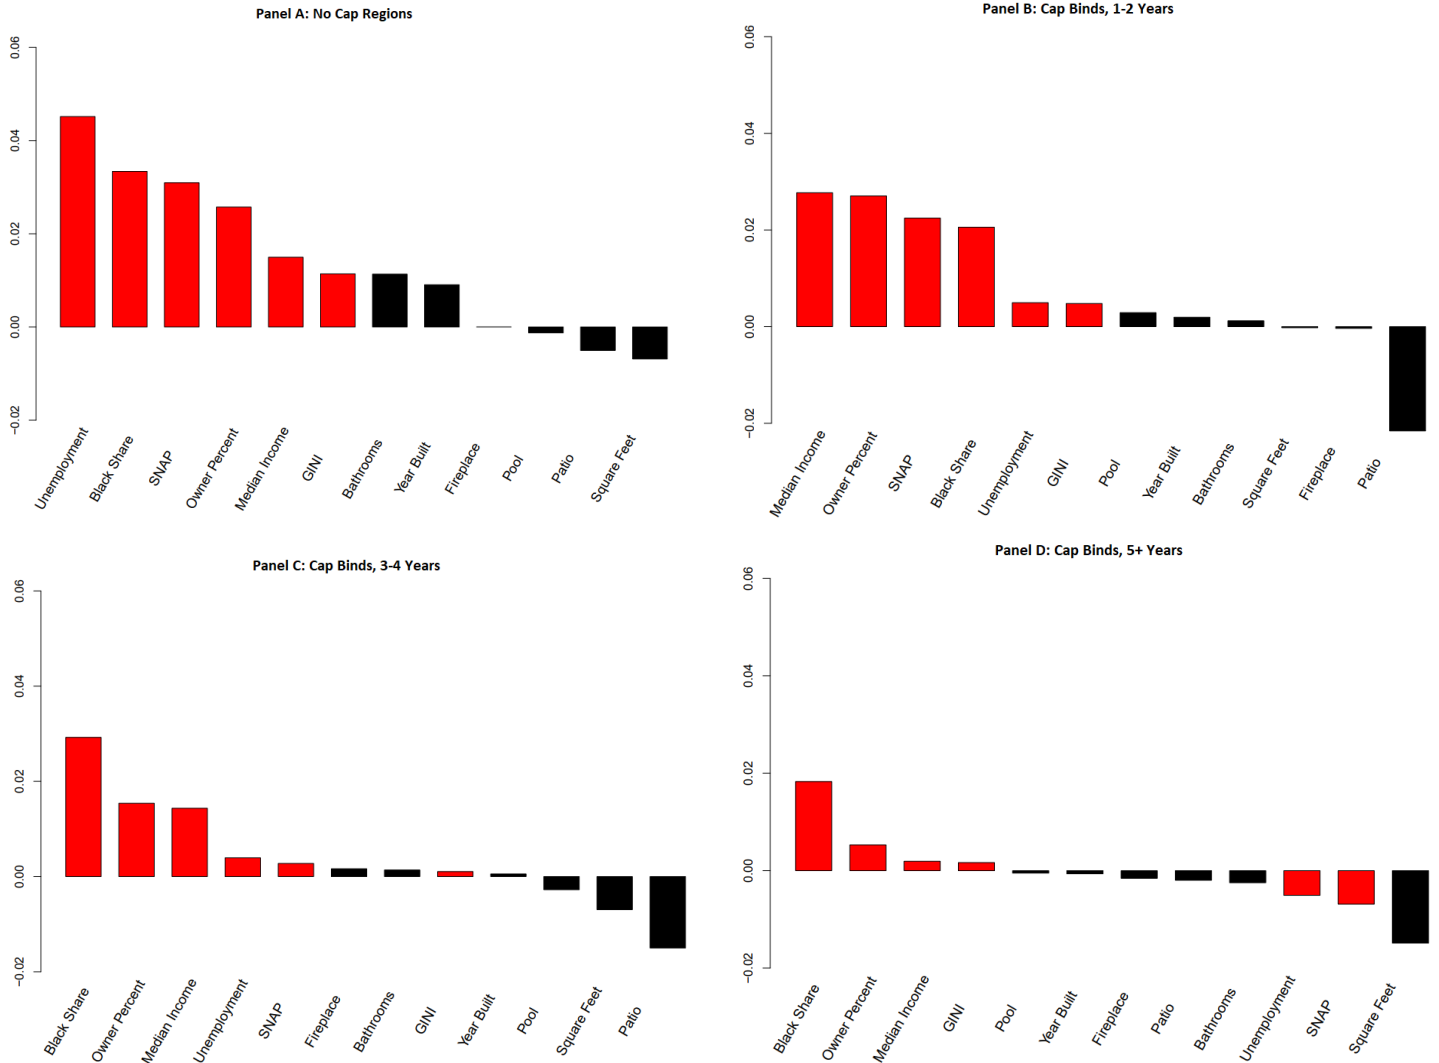 Panel A: No Cap Regions
0.06
0.04
0.02
0.00
−0.02
Unemployment
Black Share
SNAP
Owner Percent
Median Income
GINI
Bathrooms
Year Built
Fireplace
Pool
Patio
Square Feet
Panel B: Cap Binds, 1-2 Years
0.06
0.04
0.02
0.00
−0.02
Median Income
Owner Percent
SNAP
Black Share
Unemployment
GINI
Pool
Year Built
Bathrooms
Square Feet
Fireplace
Patio
Panel C: Cap Binds, 3-4 Years
0.06
0.04
0.02
0.00
−0.02
Black Share
Owner Percent
Median Income
Unemployment
SNAP
Fireplace
Bathrooms
GINI
Year Built
Pool
Square Feet
Patio
Panel D: Cap Binds, 5+ Years
0.06
0.04
0.02
0.00
−0.02
Black Share
Owner Percent
Median Income
GINI
Pool
Year Built
Fireplace
Patio
Bathrooms
Unemployment
SNAP
Square Feet